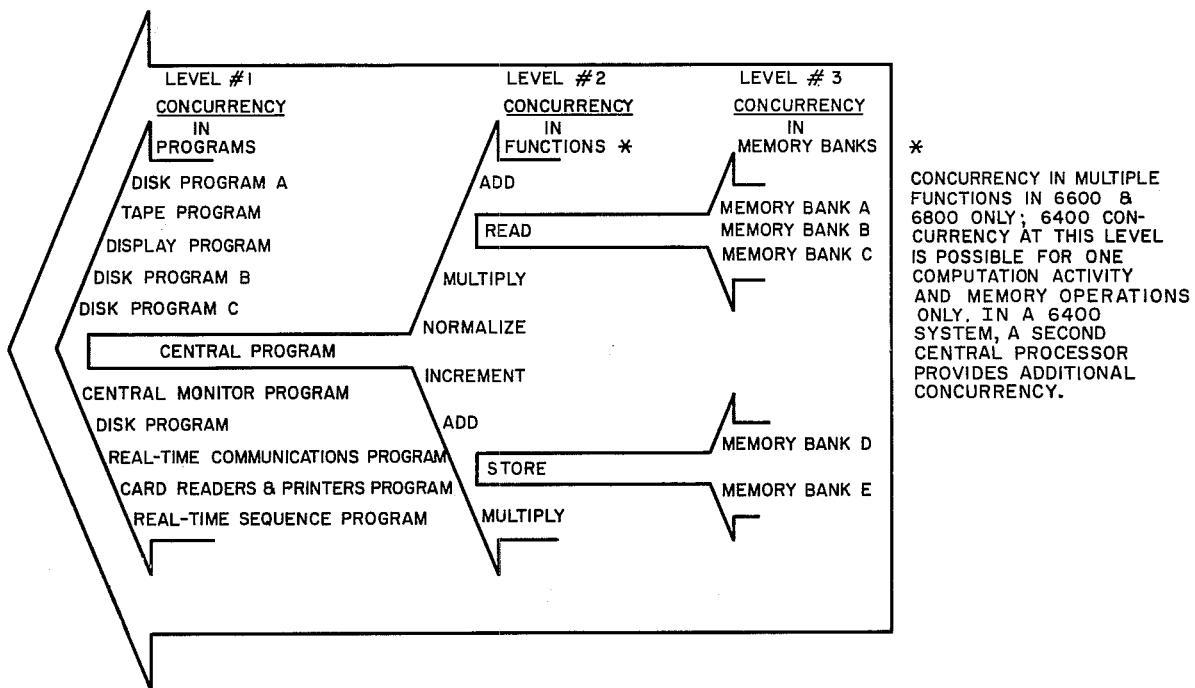 LEVEL #1
CONCURRENCY
IN
PROGRAMS
DISK PROGRAM A
TAPE PROGRAM
DISPLAY PROGRAM
DISK PROGRAM B
DISK PROGRAM C
CENTRAL PROGRAM
CENTRAL MONITOR PROGRAM
DISK PROGRAM
REAL-TIME COMMUNICATIONS PROGRAM
CARD READERS & PRINTERS PROGRAM
REAL-TIME SEQUENCE PROGRAM
LEVEL #2
CONCURRENCY
IN
FUNCTIONS *
ADD
READ
MULTIPLY
NORMALIZE
INCREMENT
ADD
STORE
MULTIPLY
LEVEL #3
CONCURRENCY
IN
MEMORY BANKS
MEMORY BANK A
MEMORY BANK B
MEMORY BANK C
MEMORY BANK D
MEMORY BANK E
*
CONCURRENCY IN MULTIPLE
FUNCTIONS IN 6600 &
6800 ONLY; 6400 CON-
CURRENCY AT THIS LEVEL
IS POSSIBLE FOR ONE
COMPUTATION ACTIVITY
AND MEMORY OPERATIONS
ONLY. IN A 6400
SYSTEM, A SECOND
CENTRAL PROCESSOR
PROVIDES ADDITIONAL
CONCURRENCY.